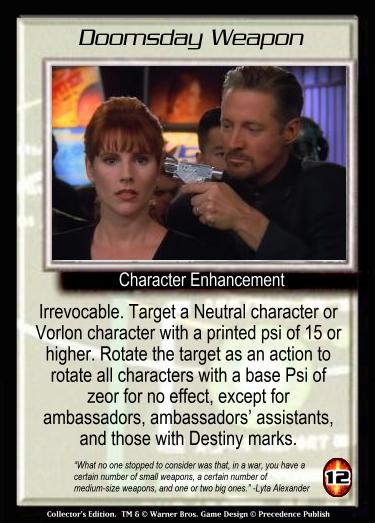 Doomsday Weapon
Character Enhancement
Irrevocable. Target a Neutral character or
Vorlon character with a printed psi of 15 or
higher. Rotate the target as an action to
rotate all characters with a base Psi of
zeor for no effect, except for
ambassadors, ambassadors' assistants,
and those with Destiny marks.
"What no one stopped to consider was that, in a war, you have a
certain number of small weapons, a certain number of
medium-size weapons, and one or two big ones." -Lyta Alexander
12
Collector's Edition. TM & © Warner Bros. Game Design © Precedence Publish